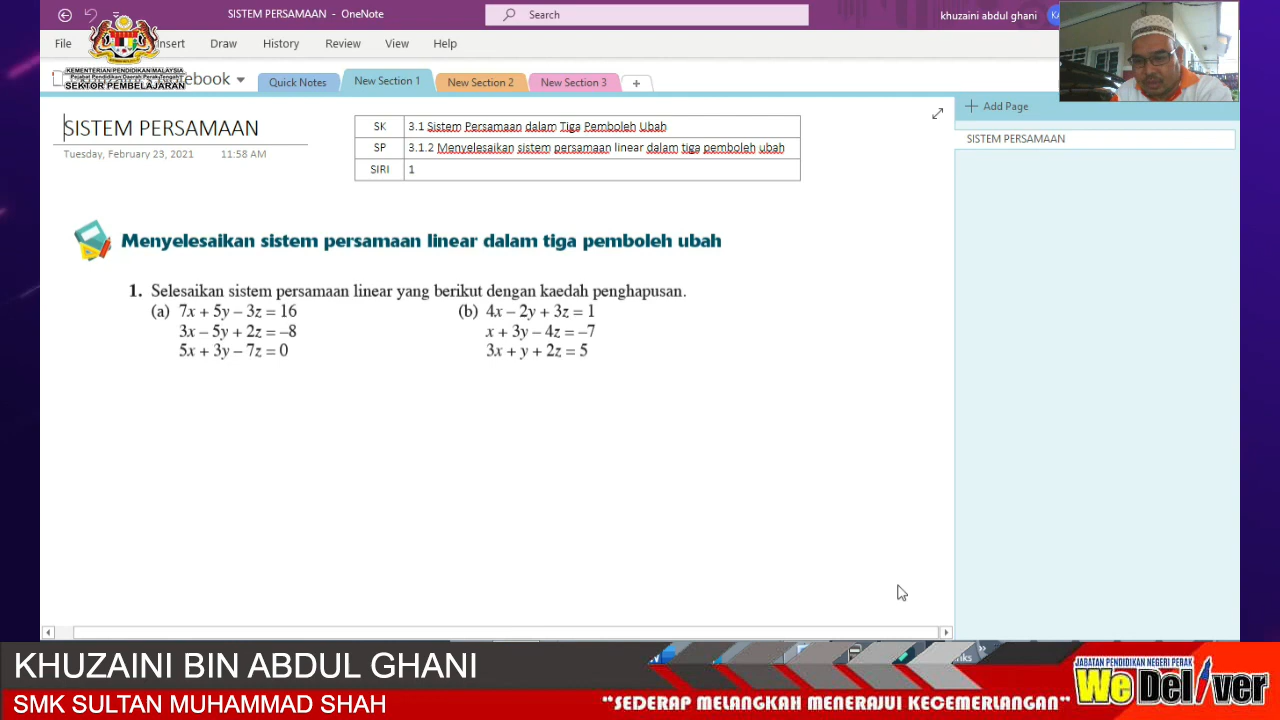 SISTEM PERSAMAAN - OneNote
Search
khuzaini abdul ghani
File
Insert
Draw
History
Review
View
Help
KEMENTERIAN PENDIDIKAN MALAYSIA
SEKTOR PEMBELAJARAN
Notebook
Quick Notes
New Section 1
New Section 2
New Section 3
+
Add Page
SISTEM PERSAMAAN
Tuesday, February 23, 2021 11:58 AM
SK 3.1 Sistem Persamaan dalam Tiga Pemboleh Ubah
SP 3.1.2 Menyelesaikan sistem persamaan linear dalam tiga pemboleh ubah
SIRI 1
SISTEM PERSAMAAN
Menyelesaikan sistem persamaan linear dalam tiga pemboleh ubah
1. Selesaikan sistem persamaan linear yang berikut dengan kaedah penghapusan.
(a) 7x + 5y – 3z = 16
3x – 5y + 2z = –8
5x + 3y – 7z = 0
(b) 4x – 2y + 3z = 1
x + 3y – 4z = –7
3x + y + 2z = 5
KHUZAINI BIN ABDUL GHANI
SMK SULTAN MUHAMMAD SHAH
"SEDERAP MELANGKAH MENERAJUI KECEMERLANGAN"
JABATAN PENDIDIKAN NEGERI PERAK
We Deliver